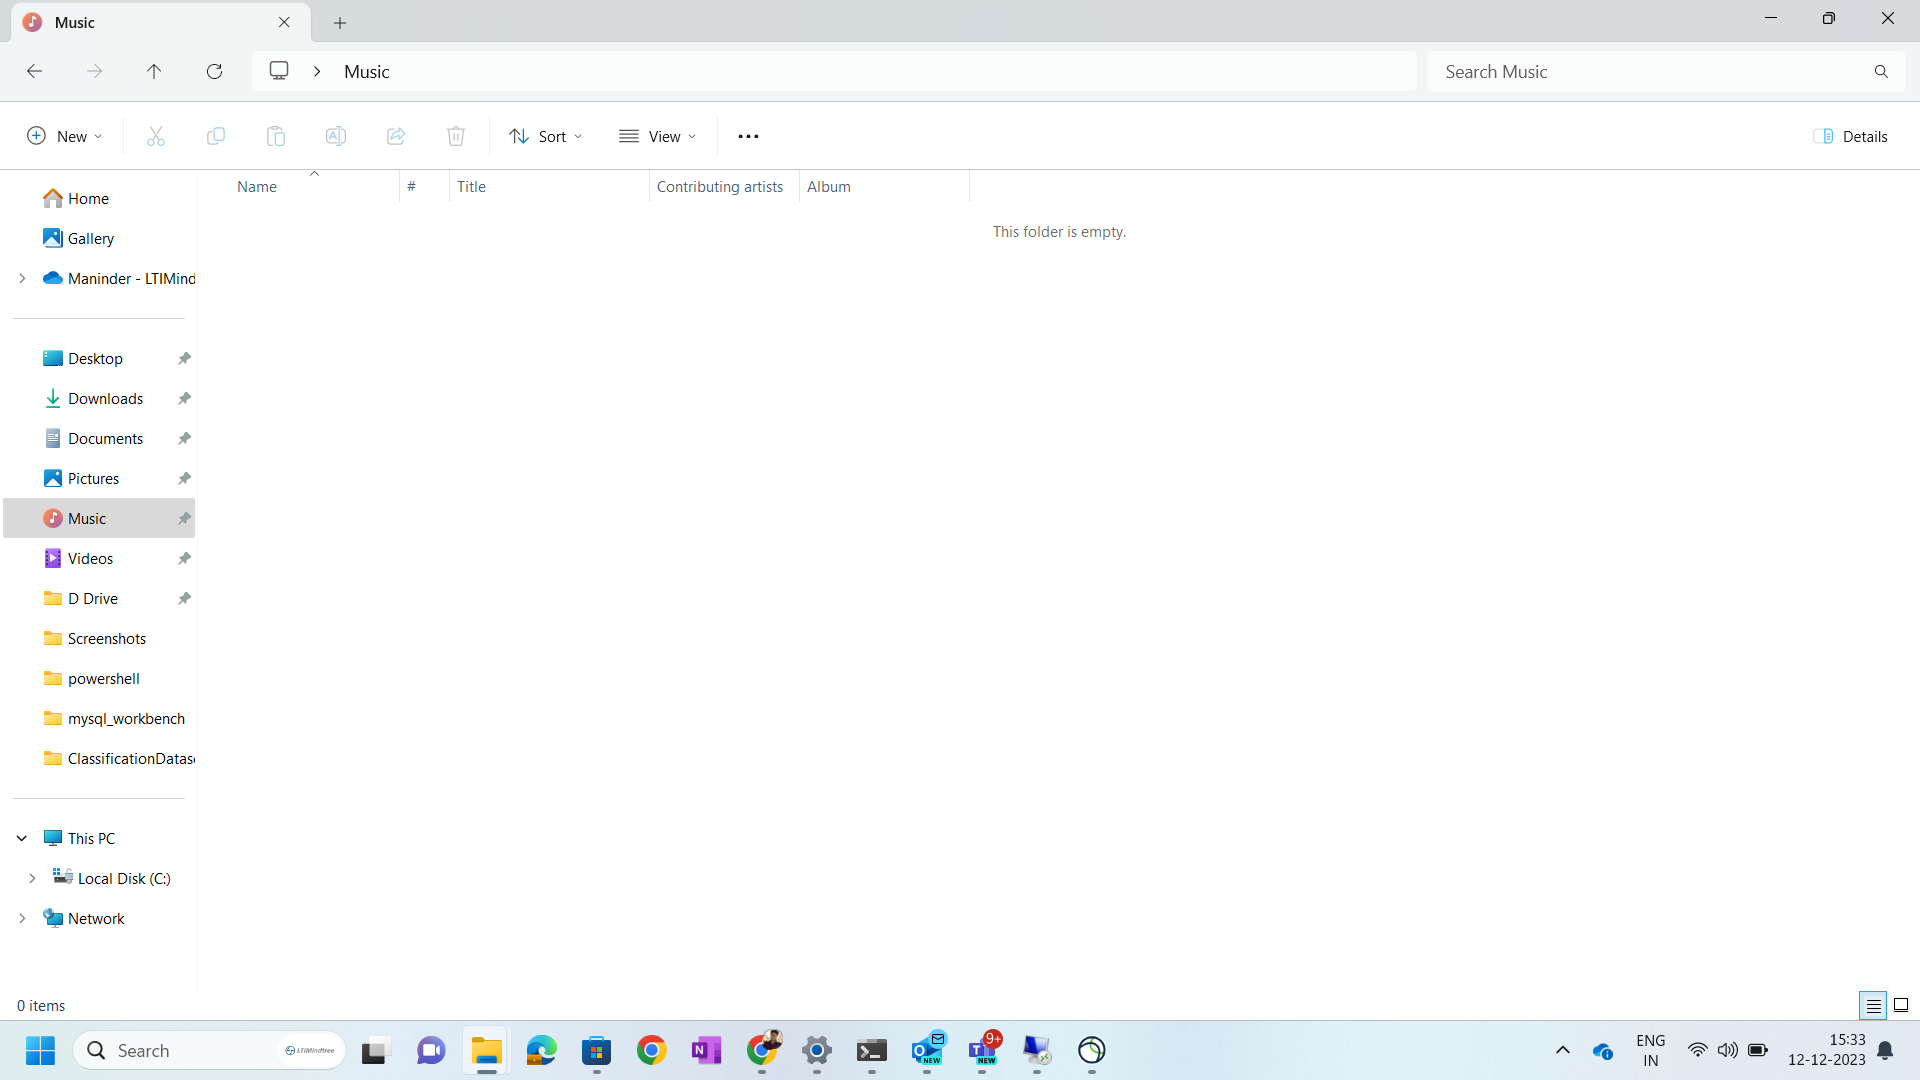 Music
Music
Search Music
New
Sort
View
Details
Name
#
Title
Contributing artists
Album
This folder is empty.
Home
Gallery
Maninder - LTIMind
Desktop
Downloads
Documents
Pictures
Music
Videos
D Drive
Screenshots
powershell
mysql_workbench
ClassificationDatas
This PC
Local Disk (C:)
Network
0 items
Search
LTIMindtree
NEW
9+
NEW
ENG
IN
15:33
12-12-2023